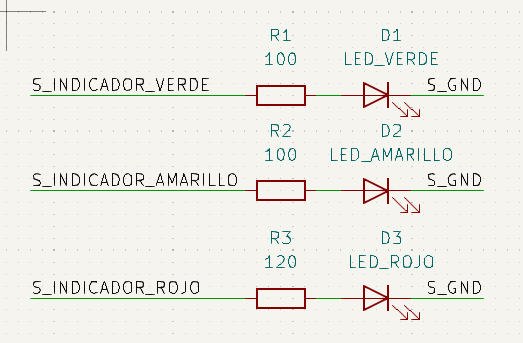 R1 D1
100 LED_VERDE
S_INDICADOR_VERDE S_GND
R2 D2
100 LED_AMARILLO
S_INDICADOR_AMARILLO S_GND
R3 D3
120 LED_ROJO
S_INDICADOR_ROJO S_GND